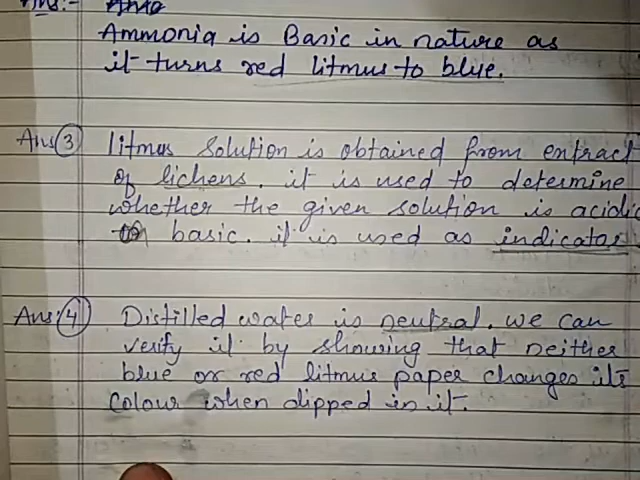 Ans:-
Ammonia is Basic in nature as
it turns red litmus to blue.
Ans (3) litmus solution is obtained from entract
of lichens. it is used to determine
whether the given solution is acidic
or basic. it is used as indicator
Ans: (4) Distilled water is neutral. we can
verify it by showing that neither
blue or red litmus paper changes its
colour when dipped in it.